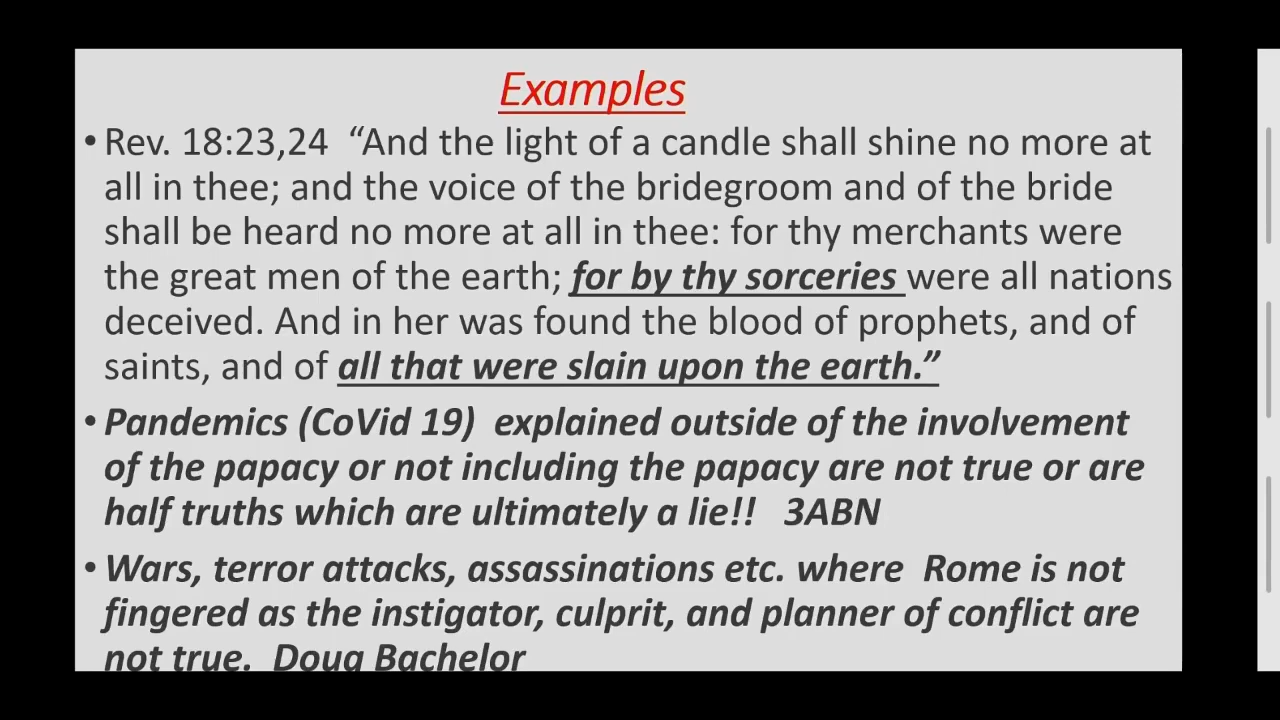 Examples
• Rev. 18:23,24 “And the light of a candle shall shine no more at
all in thee; and the voice of the bridegroom and of the bride
shall be heard no more at all in thee: for thy merchants were
the great men of the earth; for by thy sorceries were all nations
deceived. And in her was found the blood of prophets, and of
saints, and of all that were slain upon the earth.”
• Pandemics (CoVid 19) explained outside of the involvement
of the papacy or not including the papacy are not true or are
half truths which are ultimately a lie!! 3ABN
• Wars, terror attacks, assassinations etc. where Rome is not
fingered as the instigator, culprit, and planner of conflict are
not true. Doug Bachelor